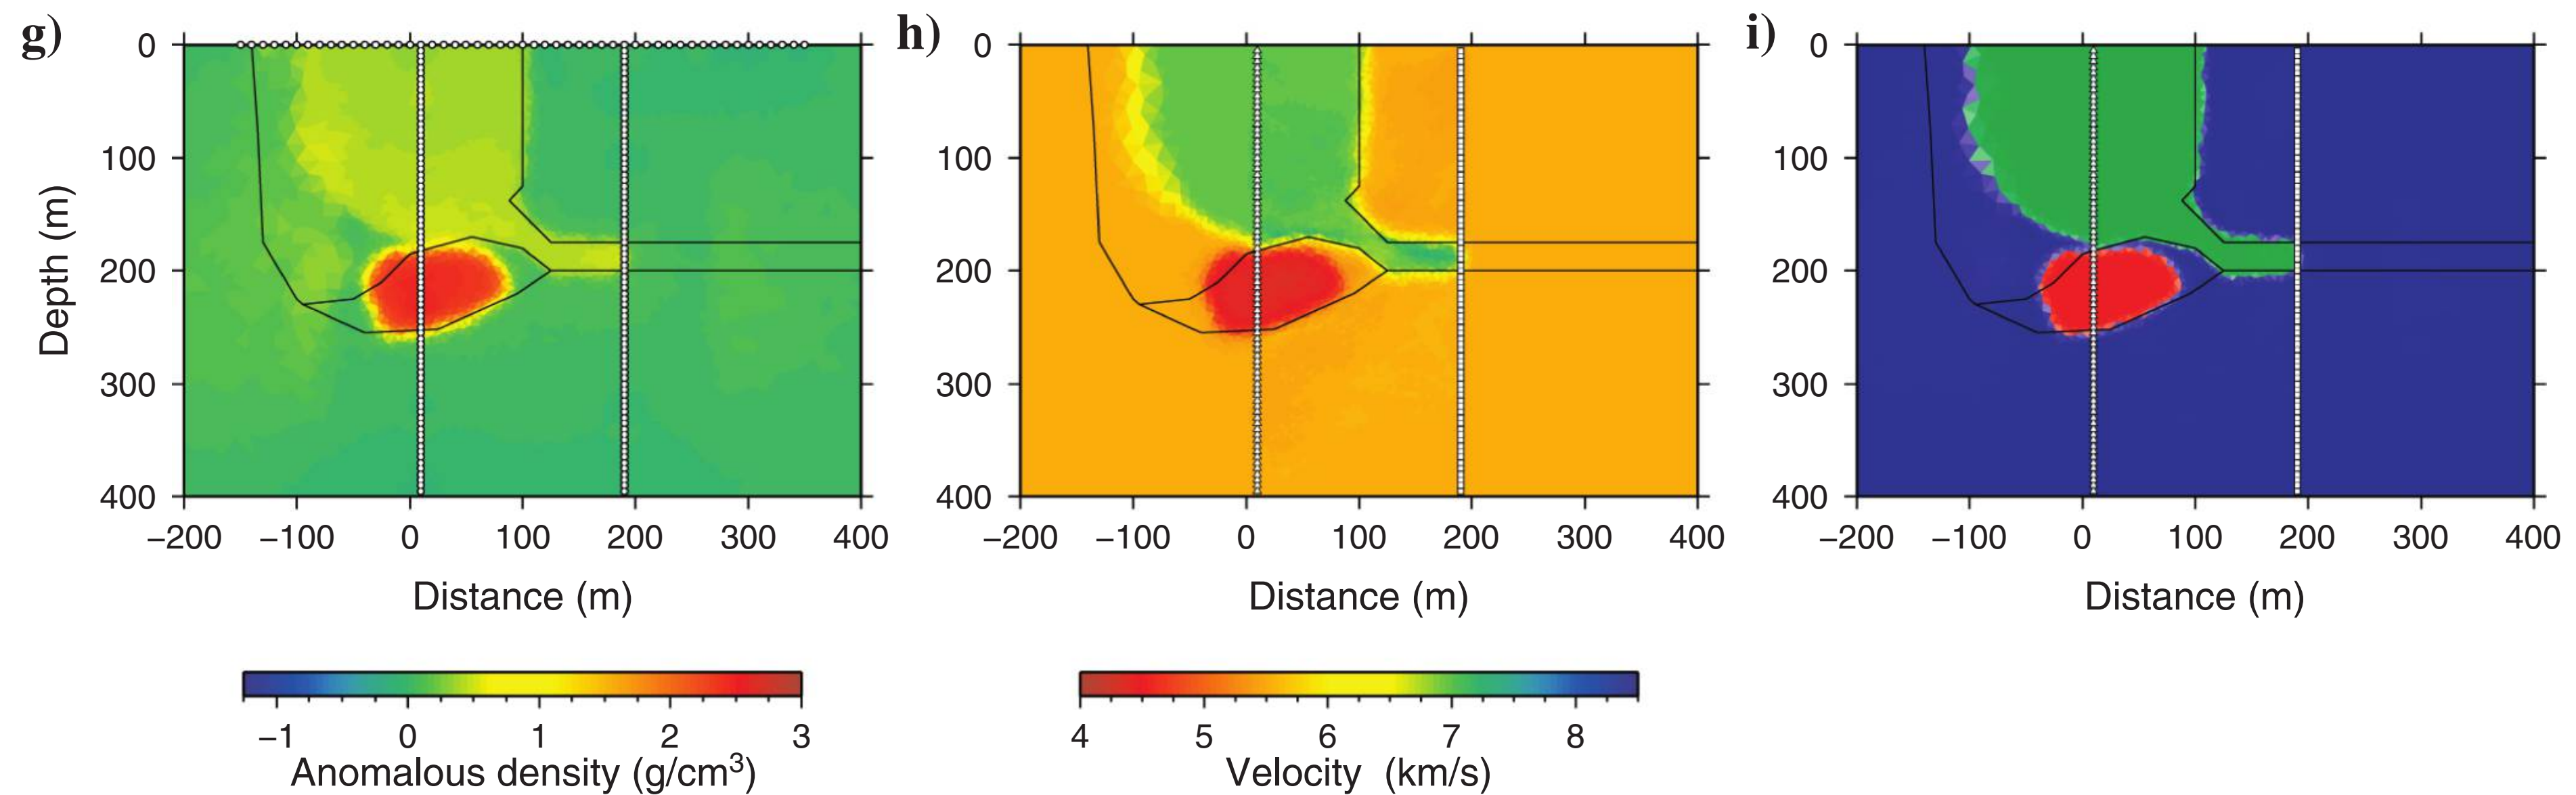 g)
h)
i)
0
100
200
300
400
Depth (m)
−200 −100 0 100 200 300 400
Distance (m)
0
100
200
300
400
−200 −100 0 100 200 300 400
Distance (m)
0
100
200
300
400
−200 −100 0 100 200 300 400
Distance (m)
−1 0 1 2 3
Anomalous density (g/cm³)
4 5 6 7 8
Velocity (km/s)